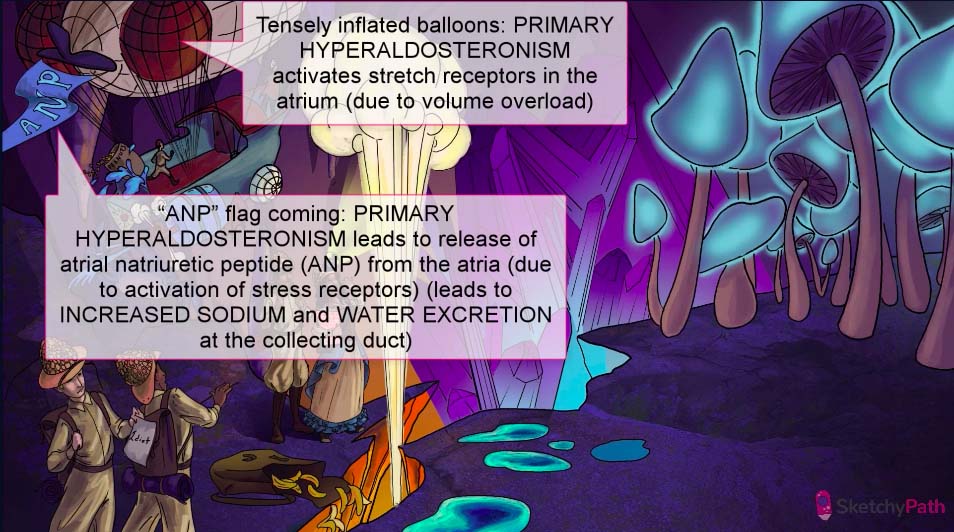 Tensely inflated balloons: PRIMARY
HYPERALDOSTERONISM
activates stretch receptors in the
atrium (due to volume overload)
ANP
“ANP” flag coming: PRIMARY
HYPERALDOSTERONISM leads to release of
atrial natriuretic peptide (ANP) from the atria (due
to activation of stress receptors) (leads to
INCREASED SODIUM and WATER EXCRETION
at the collecting duct)
Idiot
SketchyPath